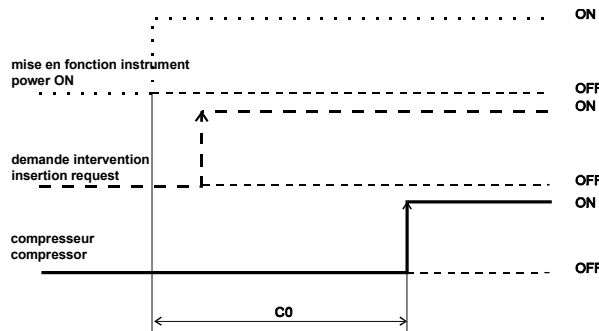 ON
mise en fonction instrument
power ON
OFF
ON
demande intervention
insertion request
OFF
ON
compresseur
compressor
OFF
C0